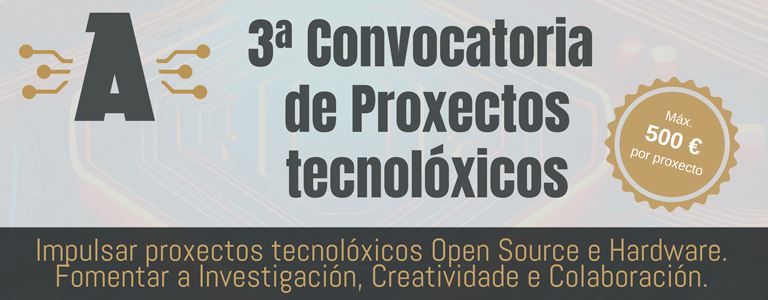 A
3ª Convocatoria
de Proxectos
tecnolóxicos
Máx.
500 €
por proxecto
Impulsar proxectos tecnolóxicos Open Source e Hardware.
Fomentar a Investigación, Creatividade e Colaboración.